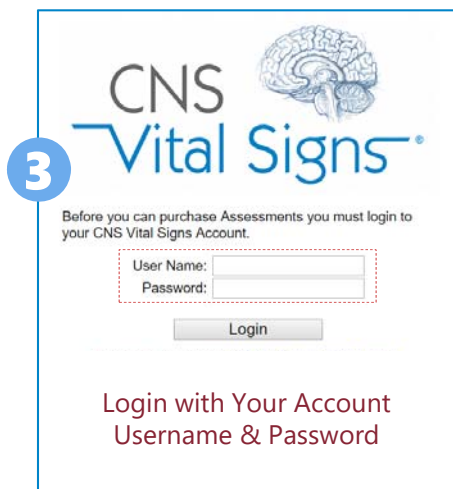 CNS
Vital Signs®
3
Before you can purchase Assessments you must login to
your CNS Vital Signs Account.
User Name:
Password:
Login
Login with Your Account
Username & Password